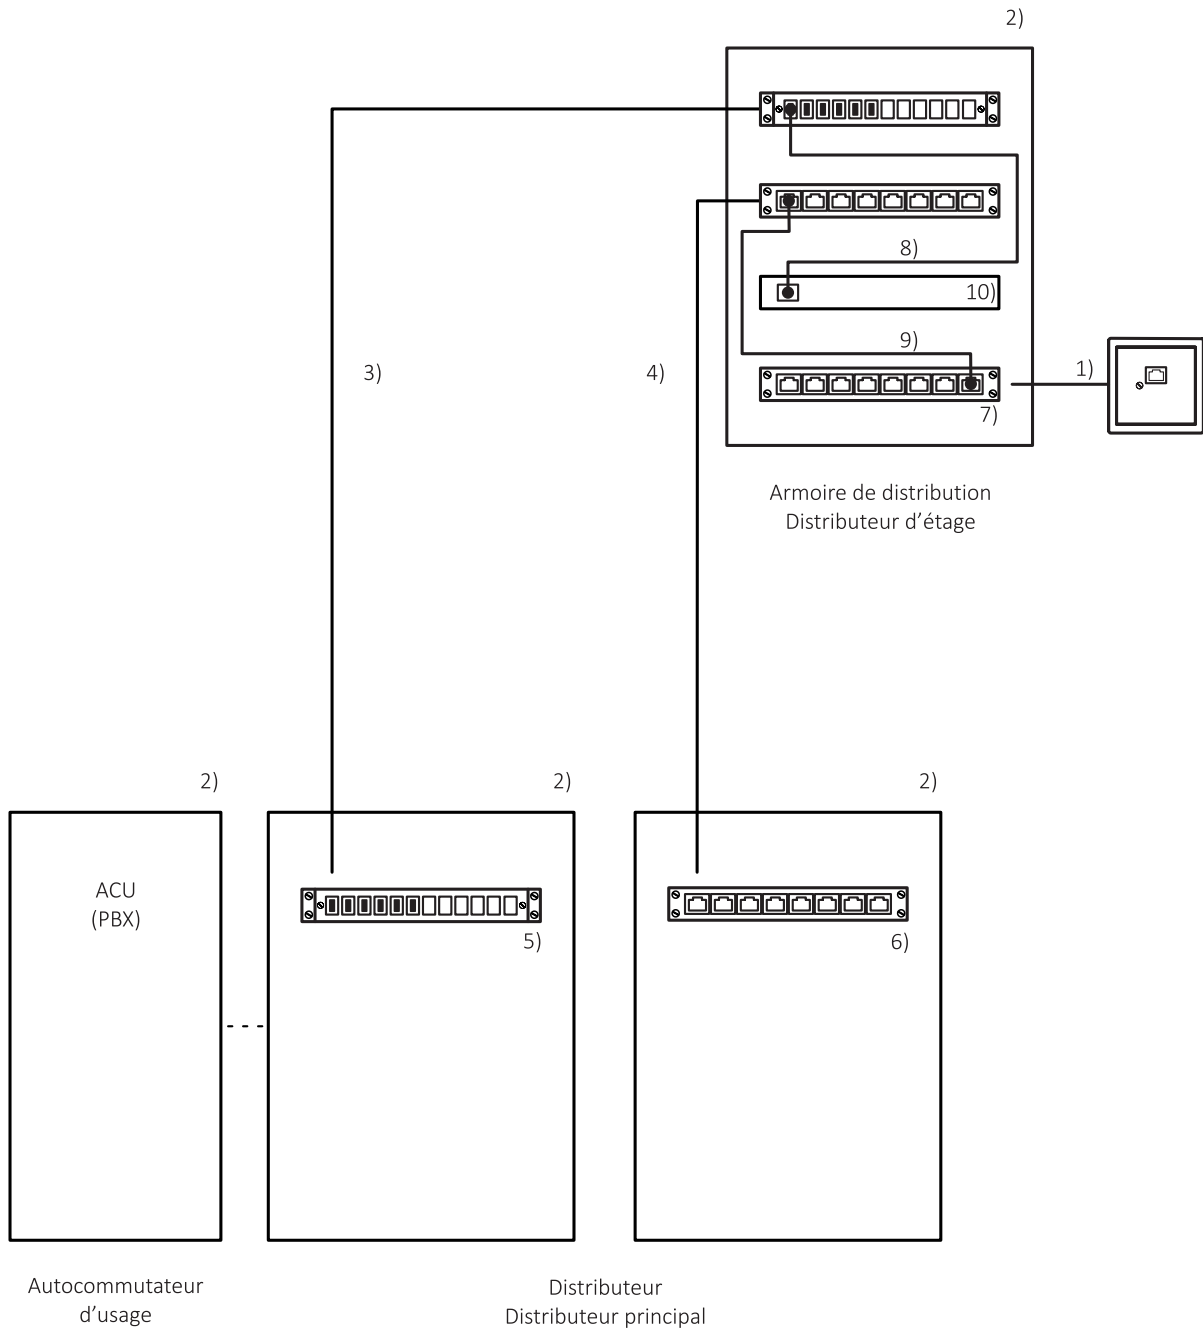 2)
8)
10)
9)
3)
4)
1)
7)
Armoire de distribution
Distributeur d’étage
2)
2)
2)
ACU
(PBX)
5)
6)
Autocommutateur
d’usage
Distributeur
Distributeur principal